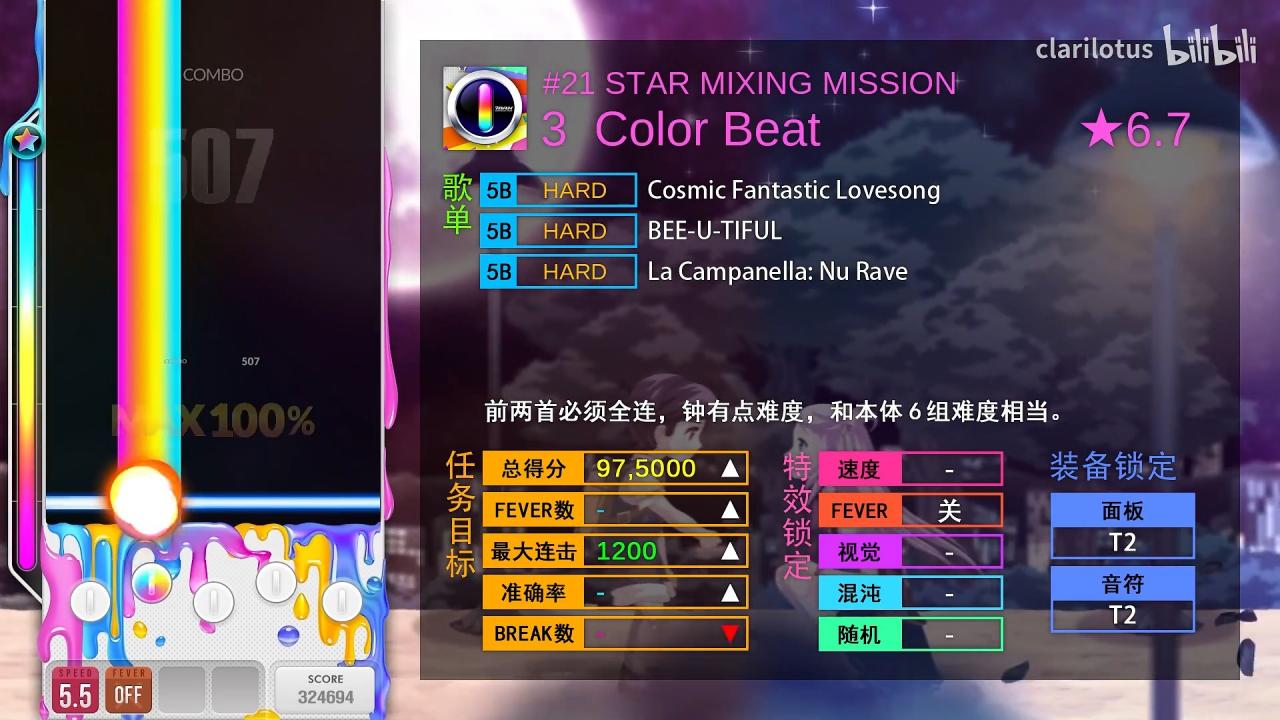 clarilotus bilibili
COMBO
507
507
MAX 100%
SPEED
5.5
FEVER
OFF
SCORE
324694
#21 STAR MIXING MISSION
3 Color Beat
★6.7
歌单
5B HARD Cosmic Fantastic Lovesong
5B HARD BEE-U-TIFUL
5B HARD La Campanella: Nu Rave
前两首必须全连，钟有点难度，和本体 6 组难度相当。
任务目标
总得分 97,5000 ▲
FEVER数 - ▲
最大连击 1200 ▲
准确率 - ▲
BREAK数 - ▼
特效锁定
速度 -
FEVER 关
视觉 -
混沌 -
随机 -
装备锁定
面板
T2
音符
T2